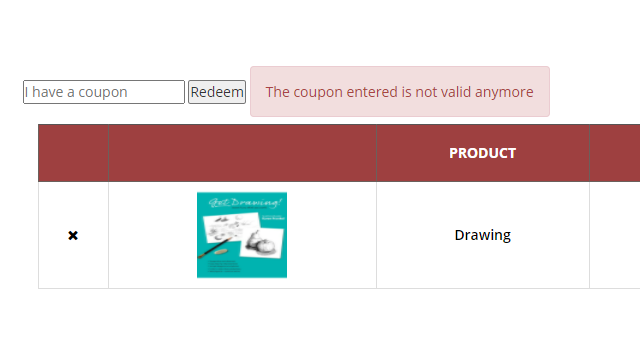 I have a coupon
Redeem
The coupon entered is not valid anymore
PRODUCT
Get Drawing!
Drawing